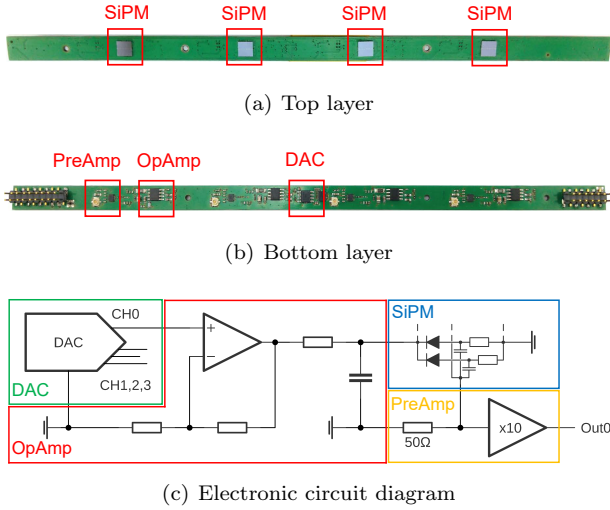 SiPM SiPM SiPM SiPM
(a) Top layer
PreAmp OpAmp DAC
(b) Bottom layer
CH0
SiPM
DAC
+
−
CH1,2,3
DAC
PreAmp
OpAmp
50Ω
x10
Out0
(c) Electronic circuit diagram